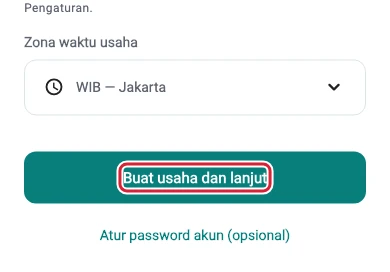 Pengaturan.
Zona waktu usaha
WIB — Jakarta
Buat usaha dan lanjut
Atur password akun (opsional)